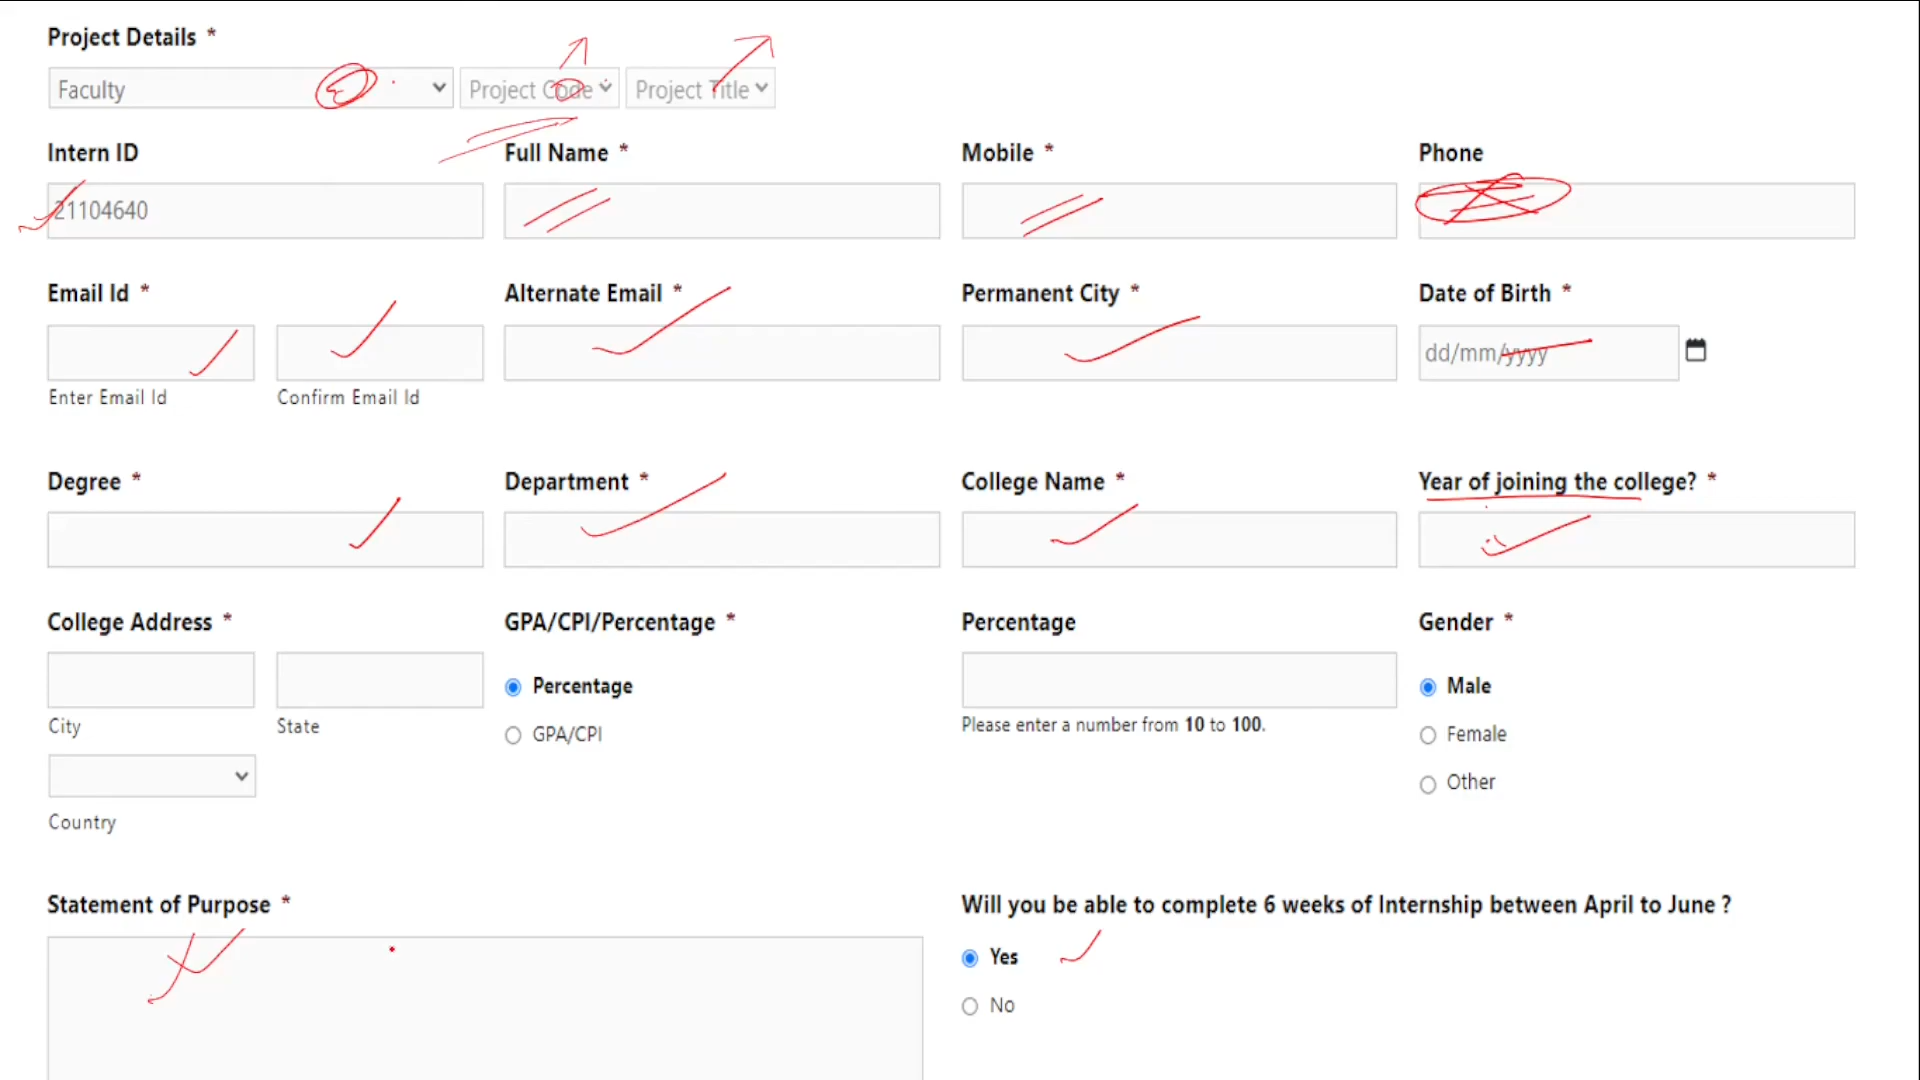 Project Details *
Faculty Project Code Project Title
Intern ID Full Name * Mobile * Phone
21104640
Email Id * Alternate Email * Permanent City * Date of Birth *
dd/mm/yyyy
Enter Email Id Confirm Email Id
Degree * Department * College Name * Year of joining the college? *
College Address * GPA/CPI/Percentage * Percentage Gender *
Percentage Male
City State GPA/CPI Please enter a number from 10 to 100. Female
Other
Country
Statement of Purpose * Will you be able to complete 6 weeks of Internship between April to June ?
Yes
No